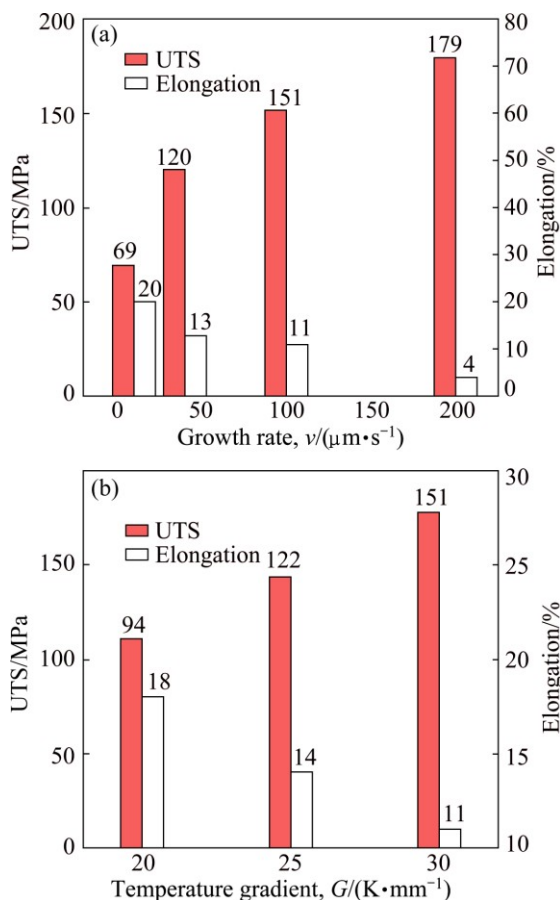 (a)
UTS
Elongation
69
20
120
13
151
11
179
4
200
150
100
50
0
UTS/MPa
80
70
60
50
40
30
20
10
0
Elongation/%
0 50 100 150 200
Growth rate, v/(μm•s⁻¹)
(b)
UTS
Elongation
94
18
122
14
151
11
150
100
50
0
UTS/MPa
30
25
21
15
10
Elongation/%
20 25 30
Temperature gradient, G/(K•mm⁻¹)